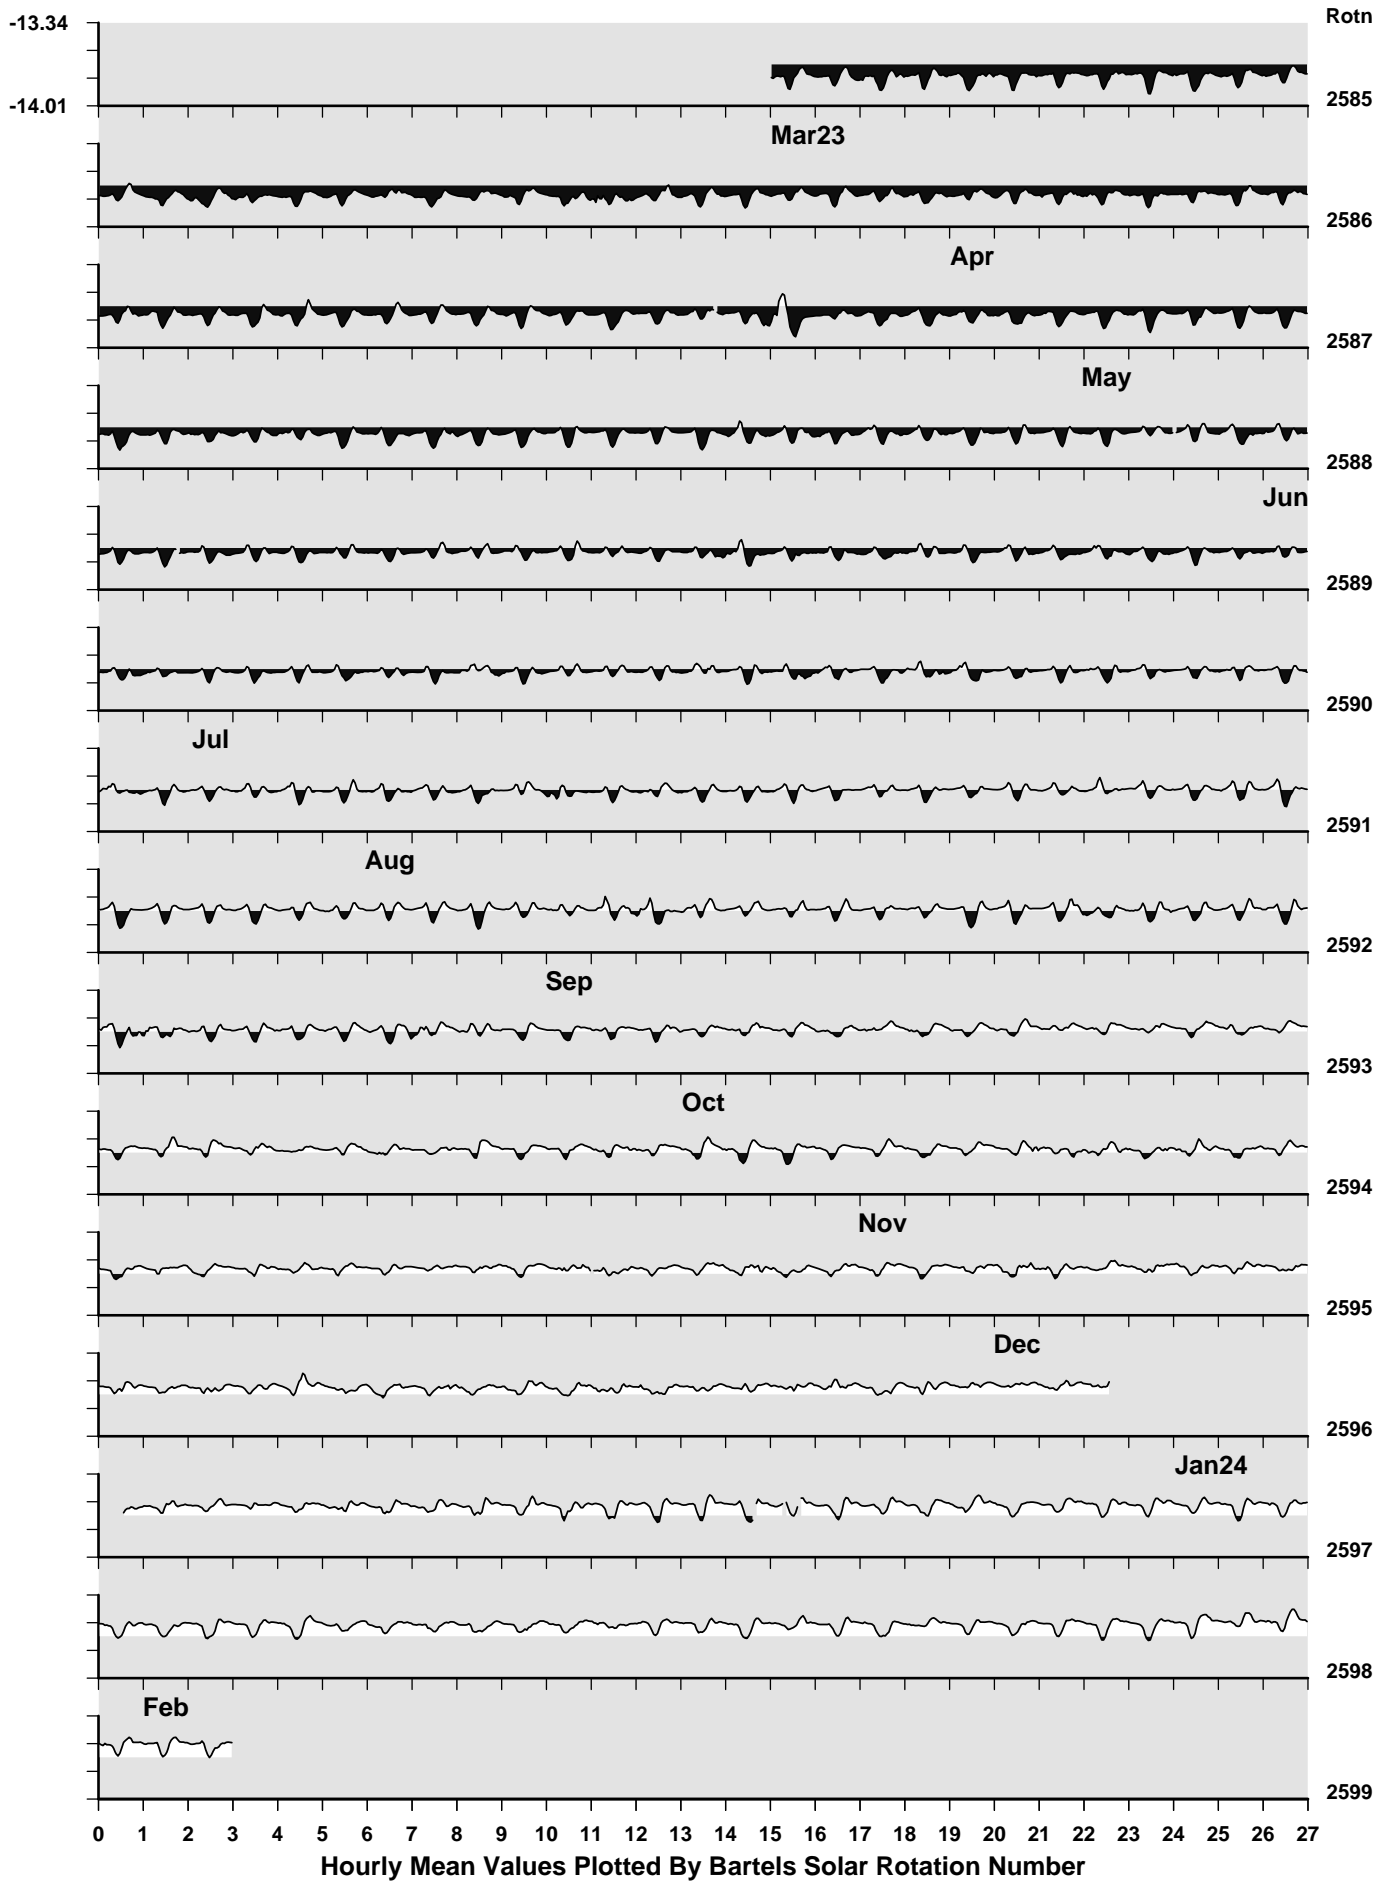 Rotn
-13.34
-14.01
2585
Mar23
2586
Apr
2587
May
2588
Jun
2589
2590
Jul
2591
Aug
2592
Sep
2593
Oct
2594
Nov
2595
Dec
2596
Jan24
2597
2598
Feb
2599
0 1 2 3 4 5 6 7 8 9 10 11 12 13 14 15 16 17 18 19 20 21 22 23 24 25 26 27
Hourly Mean Values Plotted By Bartels Solar Rotation Number